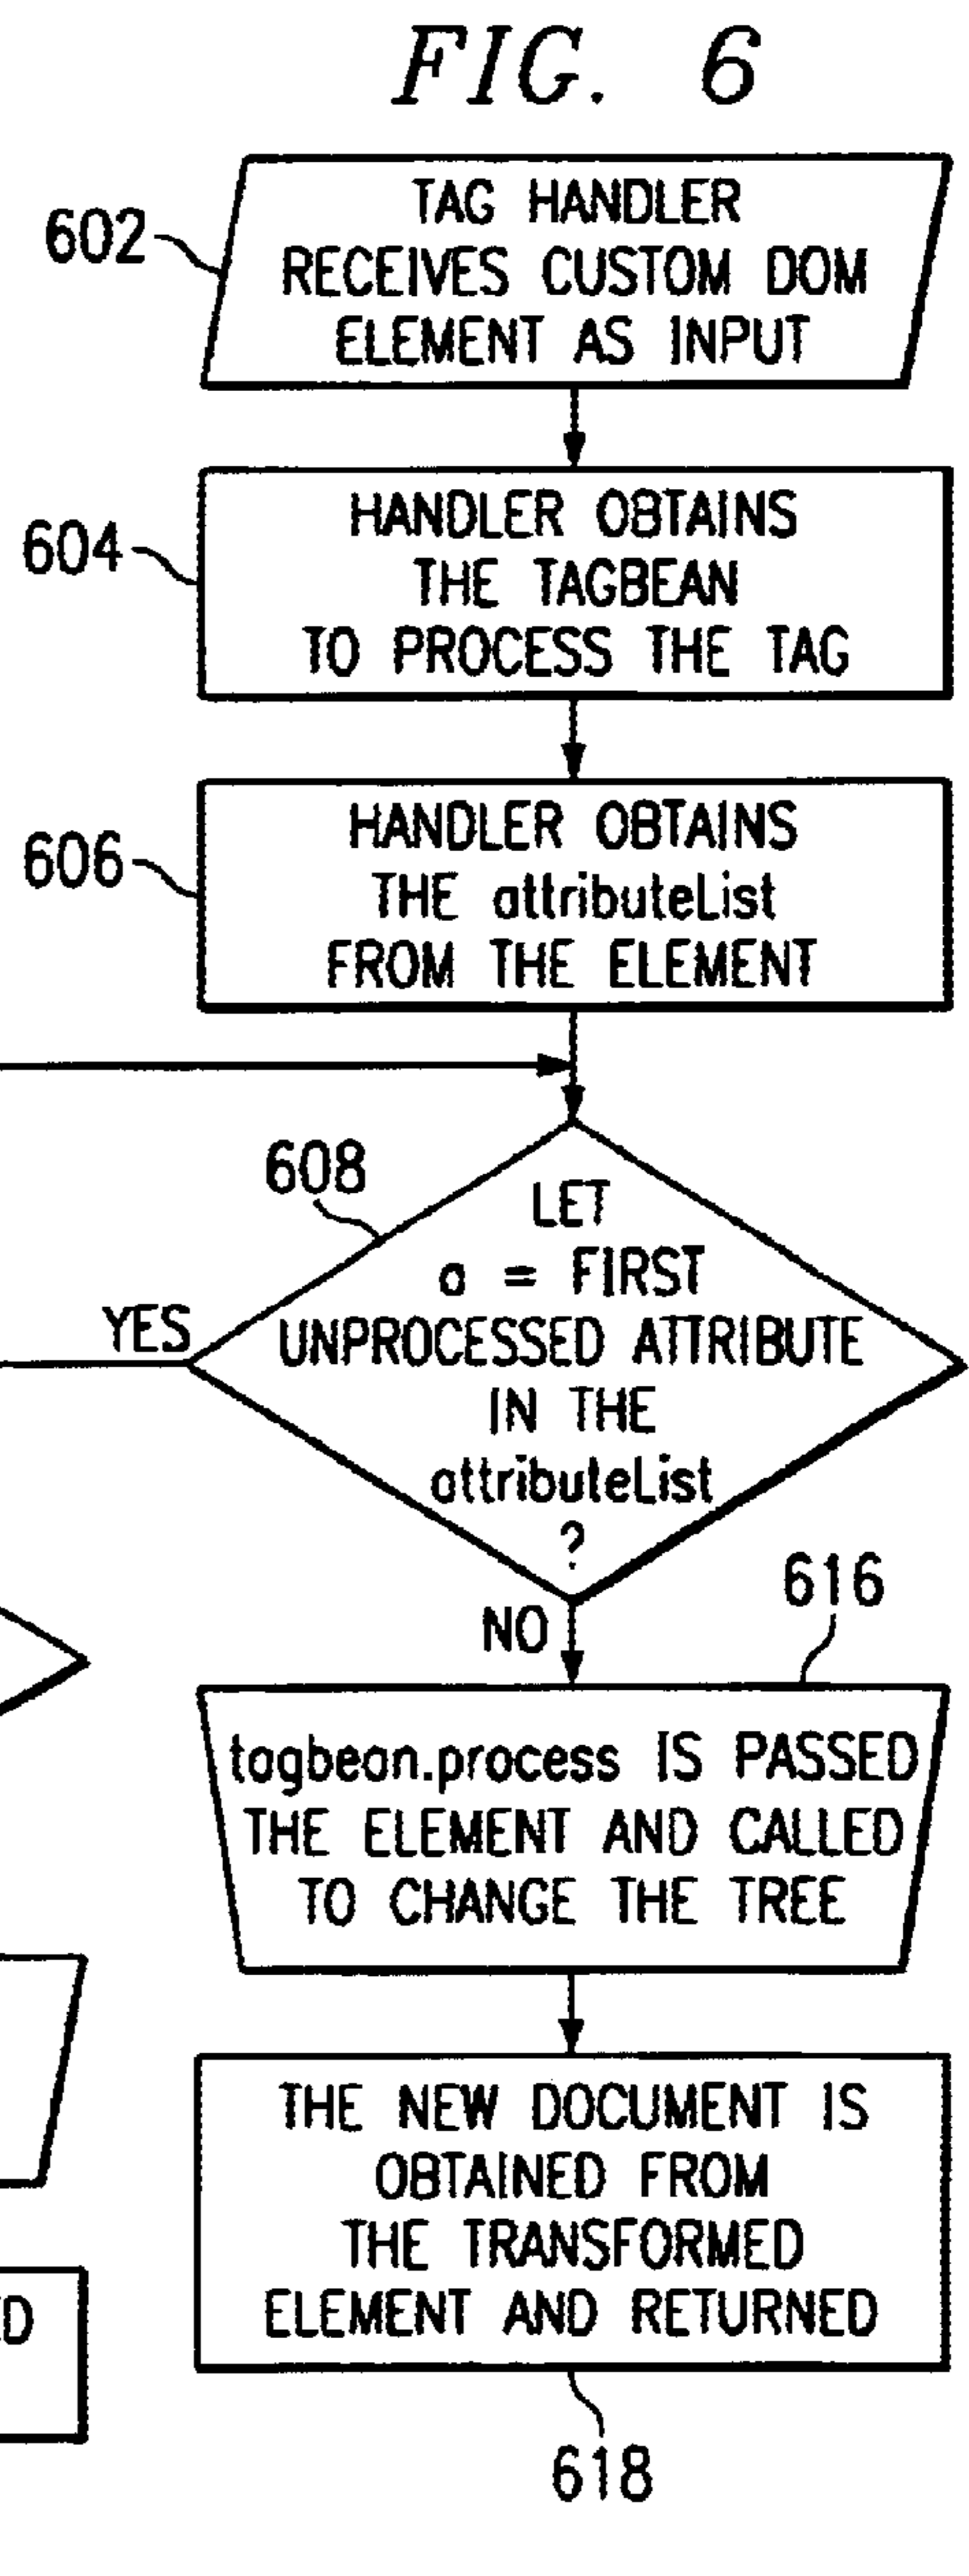 FIG. 6
602
TAG HANDLER
RECEIVES CUSTOM DOM
ELEMENT AS INPUT
604
HANDLER OBTAINS
THE TAGBEAN
TO PROCESS THE TAG
606
HANDLER OBTAINS
THE attributeList
FROM THE ELEMENT
608
LET
a = FIRST
UNPROCESSED ATTRIBUTE
IN THE
attributeList
?
YES
NO
616
tagbean.process IS PASSED
THE ELEMENT AND CALLED
TO CHANGE THE TREE
THE NEW DOCUMENT IS
OBTAINED FROM
THE TRANSFORMED
ELEMENT AND RETURNED
618